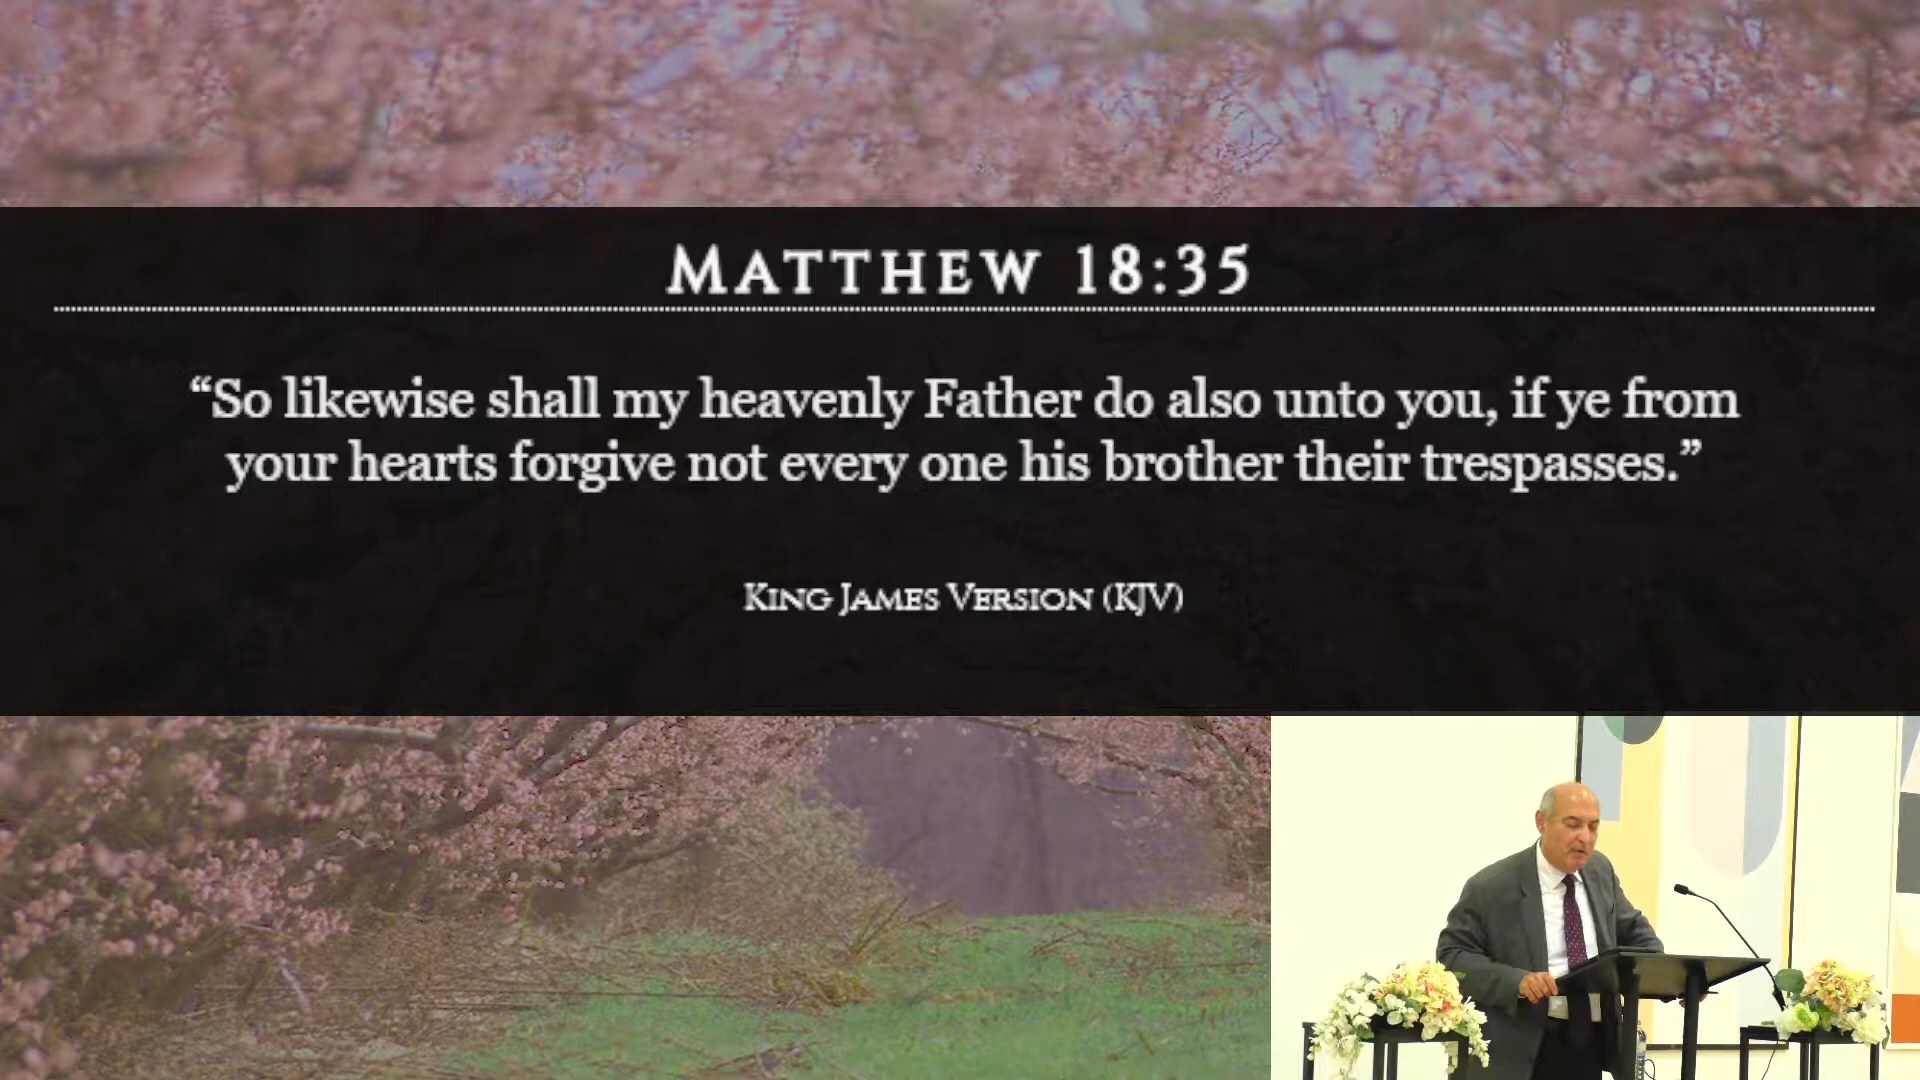 MATTHEW 18:35
“So likewise shall my heavenly Father do also unto you, if ye from
your hearts forgive not every one his brother their trespasses.”
KING JAMES VERSION (KJV)